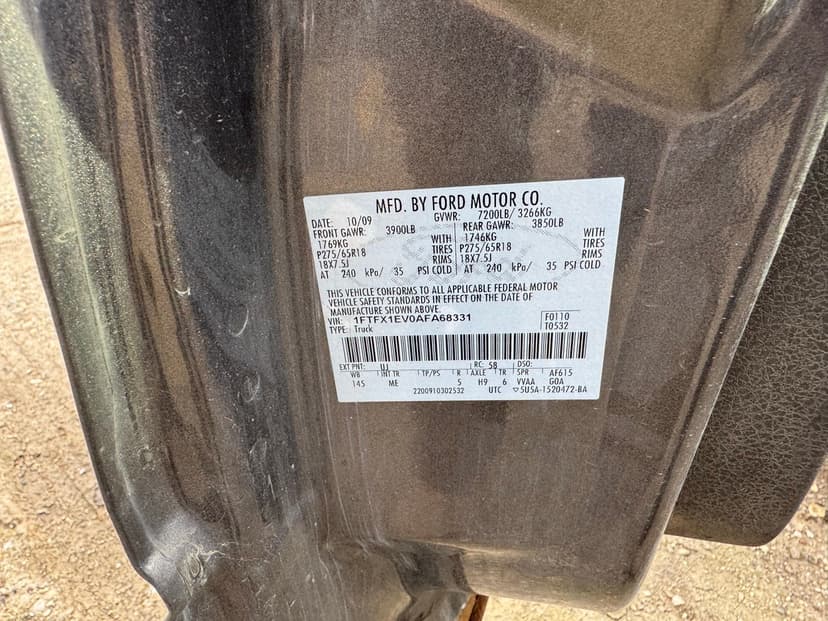 MFD. BY FORD MOTOR CO.
DATE: 10/09 GVWR: 7200LB/ 3266KG
FRONT GAWR: 3900LB REAR GAWR: 3850LB
1769KG WITH 1746KG WITH
P275/65R18 TIRES P275/65R18 TIRES
18X7.5J RIMS 18X7.5J RIMS
AT 240 kPa/ 35 PSI COLD AT 240 kPa/ 35 PSI COLD
THIS VEHICLE CONFORMS TO ALL APPLICABLE FEDERAL MOTOR
VEHICLE SAFETY STANDARDS IN EFFECT ON THE DATE OF
MANUFACTURE SHOWN ABOVE.
VIN: 1FTFX1EV0AFA68331 F0110
TYPE: Truck T0532
EXT PNT: UJ RC: 58 DSO:
WB INT TR TP/PS R AXLE TR SPR AF615
145 ME 5 H9 6 VVAA G0A
2200910302532 UTC ▽5U5A-1520472-BA